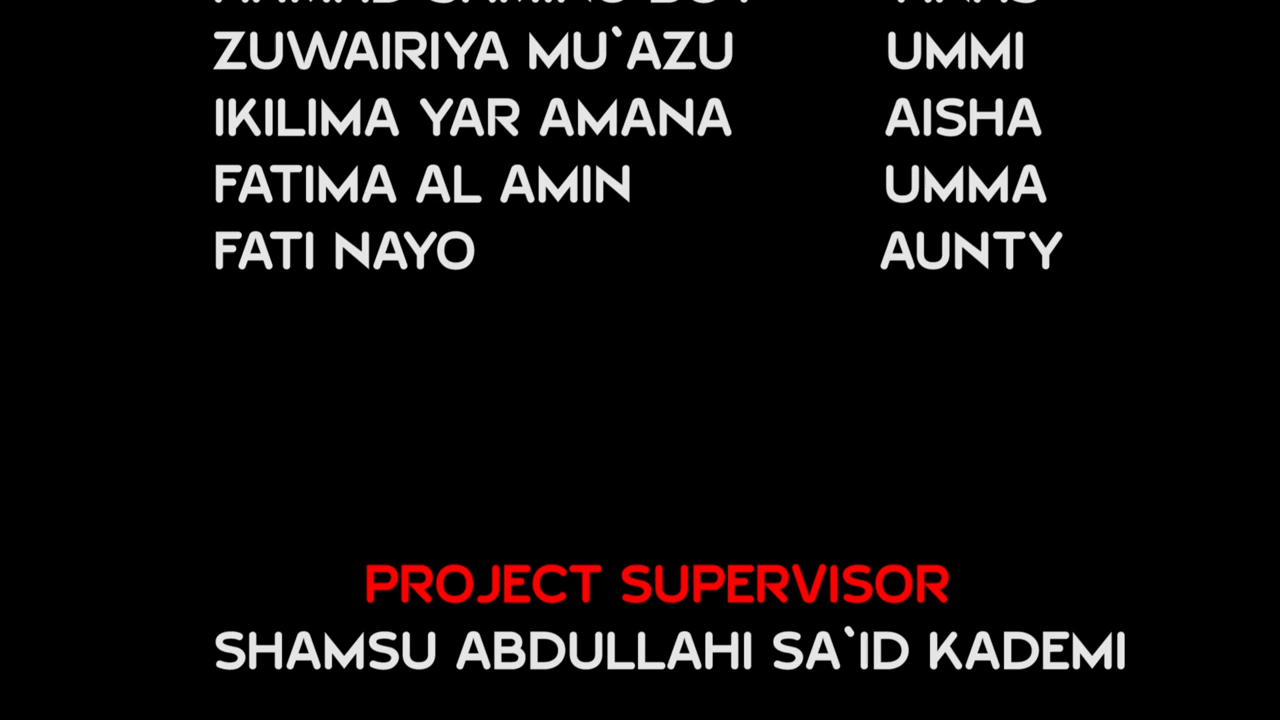 ZUWAIRIYA MU`AZU UMMI
IKILIMA YAR AMANA AISHA
FATIMA AL AMIN UMMA
FATI NAYO AUNTY
PROJECT SUPERVISOR
SHAMSU ABDULLAHI SA`ID KADEMI